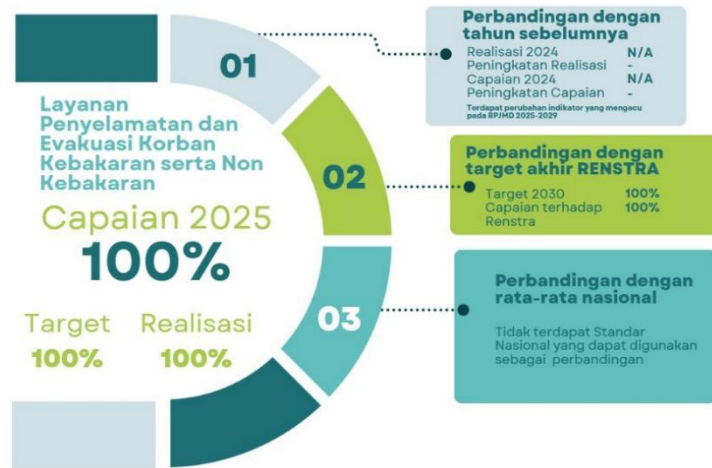 Layanan
Penyelamatan dan
Evakuasi Korban
Kebakaran serta Non
Kebakaran
Capaian 2025
100%
Target Realisasi
100% 100%
01
Perbandingan dengan
tahun sebelumnya
Realisasi 2024 N/A
Peningkatan Realisasi -
Capaian 2024 N/A
Peningkatan Capaian -
Terdapat perubahan indikator yang mengacu
pada RPJMD 2025-2029
02
Perbandingan dengan
target akhir RENSTRA
Target 2030 100%
Capaian terhadap 100%
Renstra
03
Perbandingan dengan
rata-rata nasional
Tidak terdapat Standar
Nasional yang dapat digunakan
sebagai perbandingan